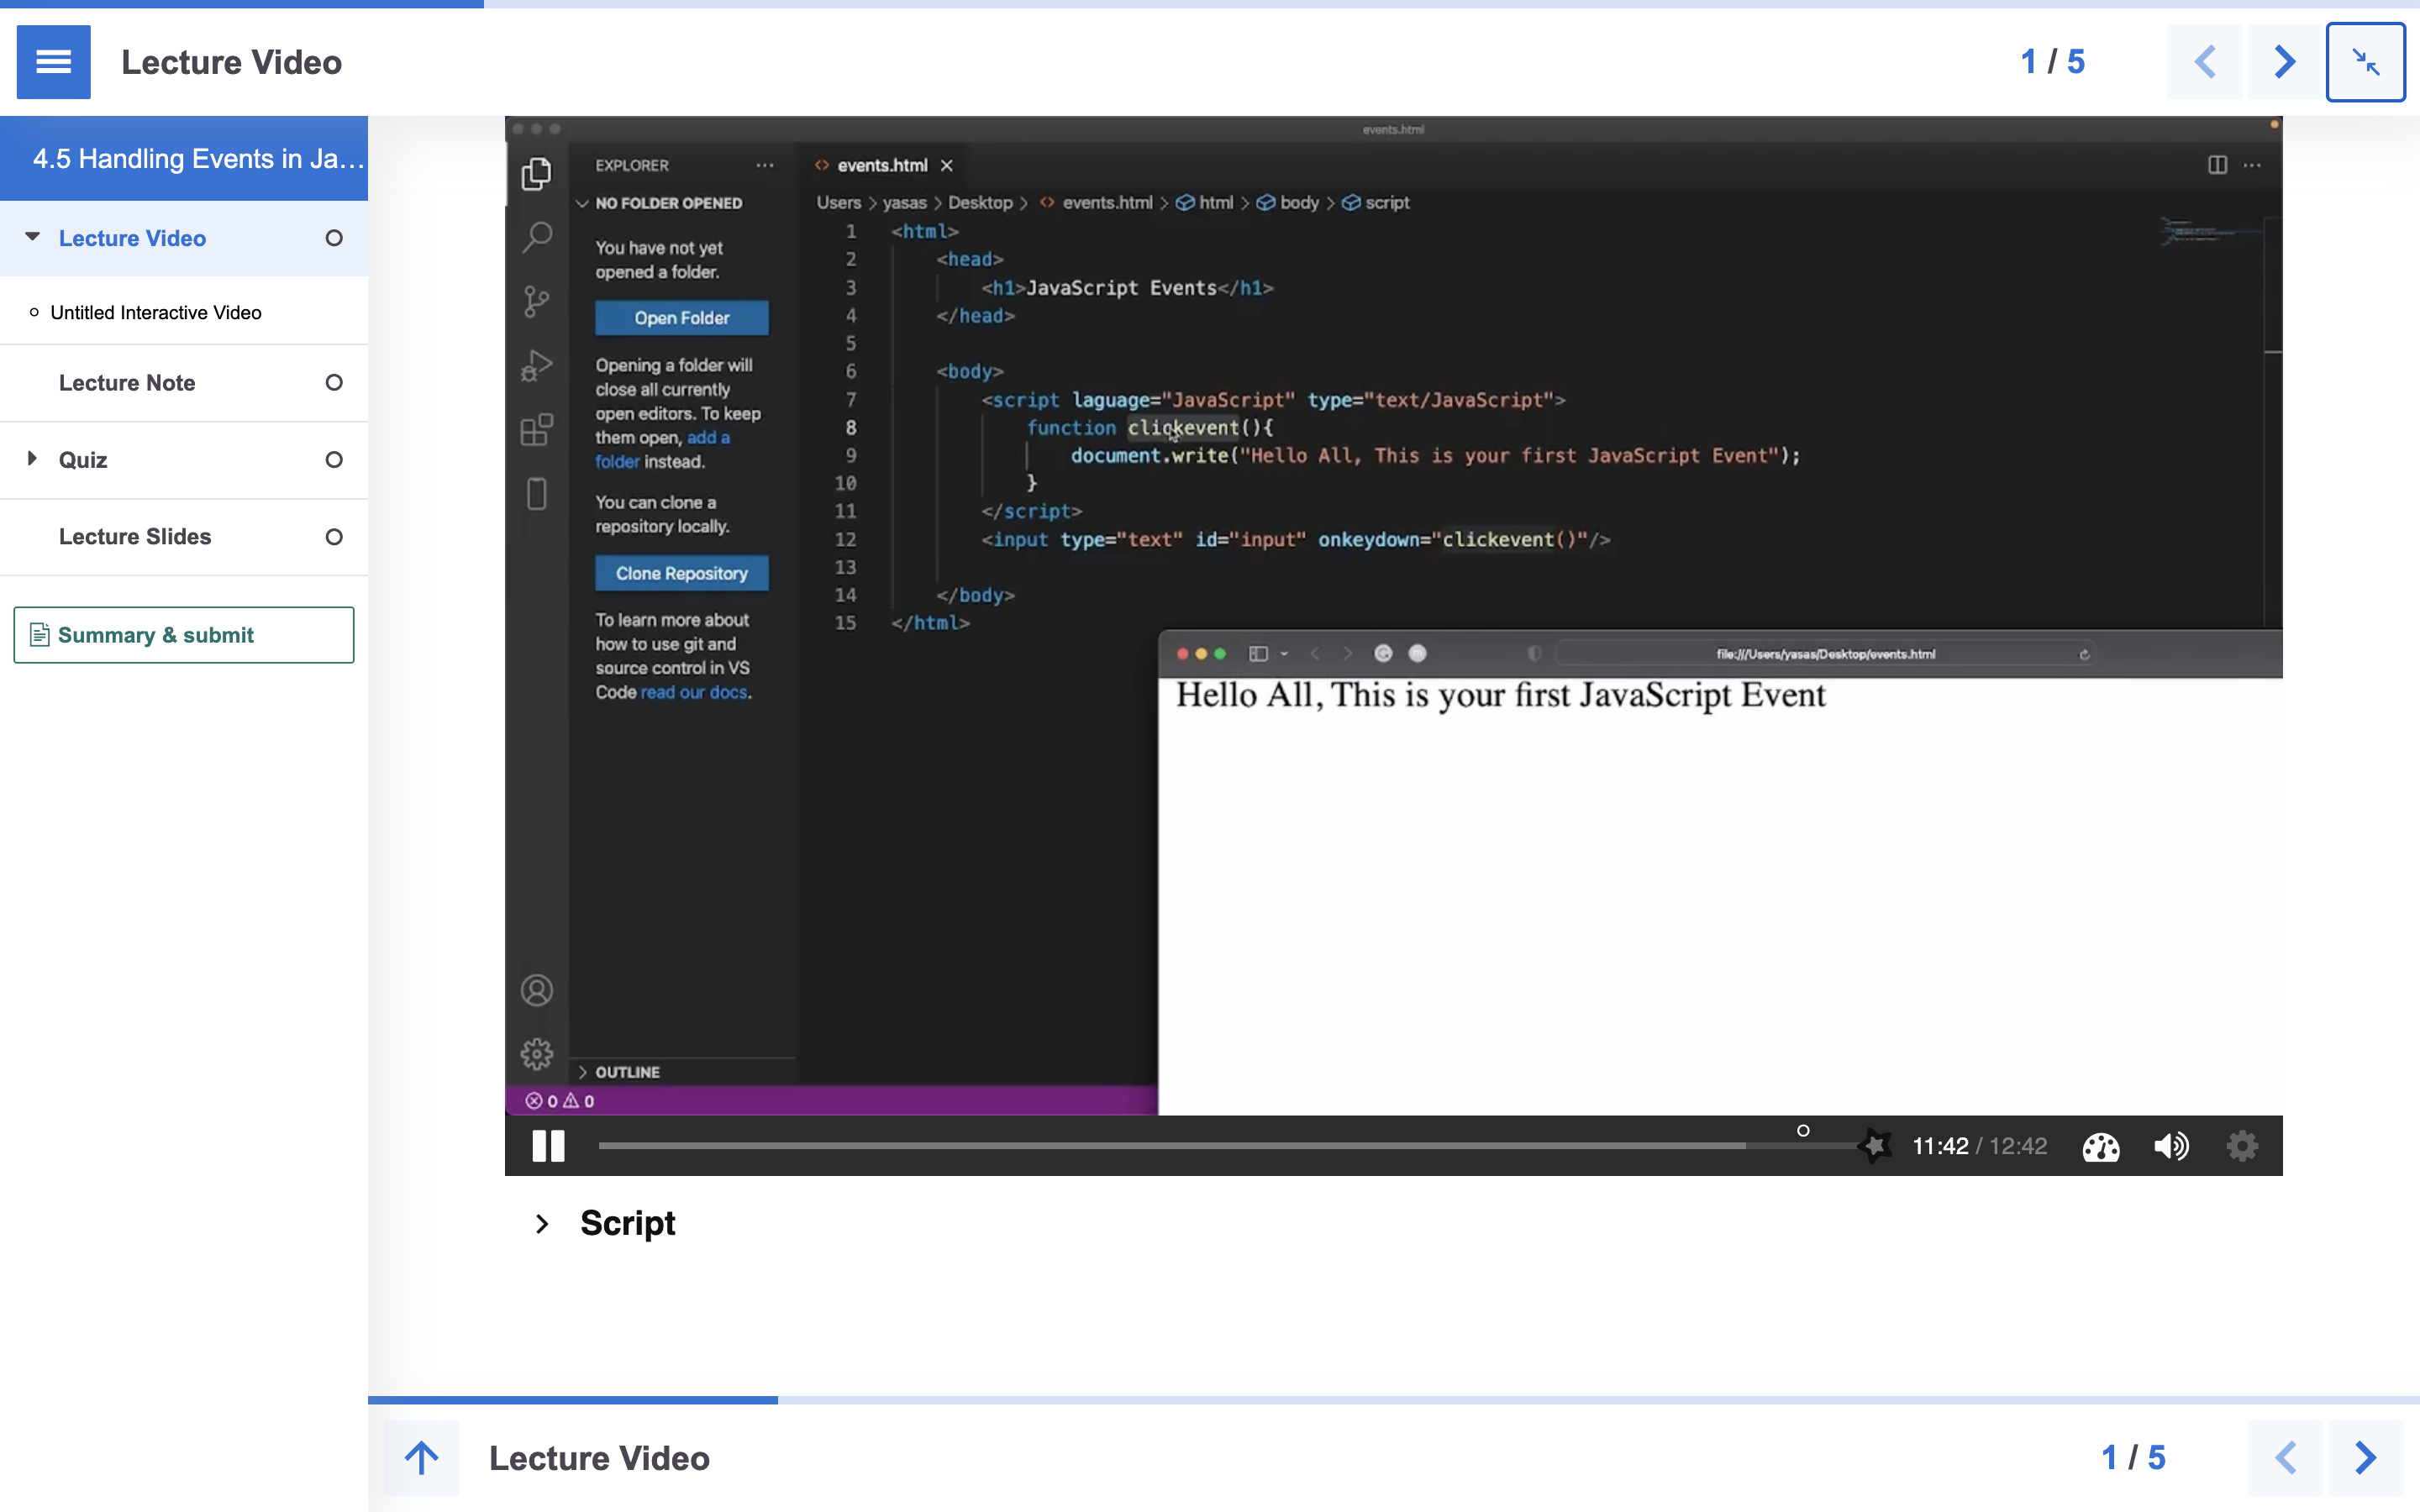 Lecture Video
1 / 5
4.5 Handling Events in Ja...
Lecture Video
Untitled Interactive Video
Lecture Note
Quiz
Lecture Slides
Summary & submit
events.html
EXPLORER
NO FOLDER OPENED
You have not yet
opened a folder.
Open Folder
Opening a folder will
close all currently
open editors. To keep
them open, add a
folder instead.
You can clone a
repository locally.
Clone Repository
To learn more about
how to use git and
source control in VS
Code read our docs.
OUTLINE
0 0
events.html
Users > yasas > Desktop > events.html > html > body > script
1 <html>
2 <head>
3 <h1>JavaScript Events</h1>
4 </head>
5
6 <body>
7 <script laguage="JavaScript" type="text/JavaScript">
8 function clickevent(){
9 document.write("Hello All, This is your first JavaScript Event");
10 }
11 </script>
12 <input type="text" id="input" onkeydown="clickevent()"/>
13
14 </body>
15 </html>
file:///Users/yasas/Desktop/events.html
Hello All, This is your first JavaScript Event
11:42 / 12:42
Script
Lecture Video
1 / 5